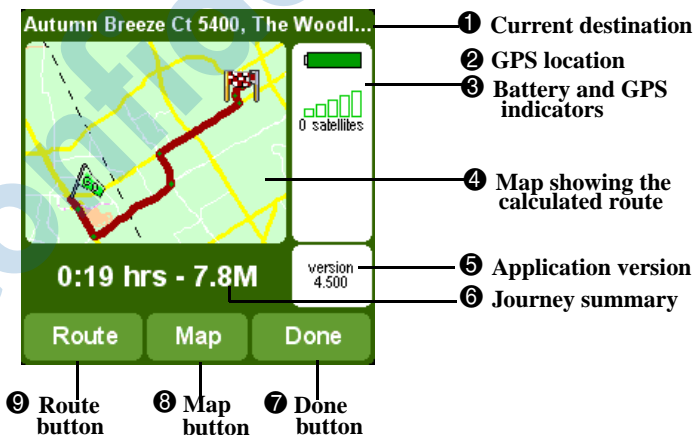 Autumn Breeze Ct 5400, The Woodl...
❶ Current destination
❷ GPS location
❸ Battery and GPS
indicators
0 satellites
GO
❹ Map showing the
calculated route
0:19 hrs - 7.8M
version
4.500
❺ Application version
❻ Journey summary
Route
Map
Done
❾ Route
button
❽ Map
button
❼ Done
button